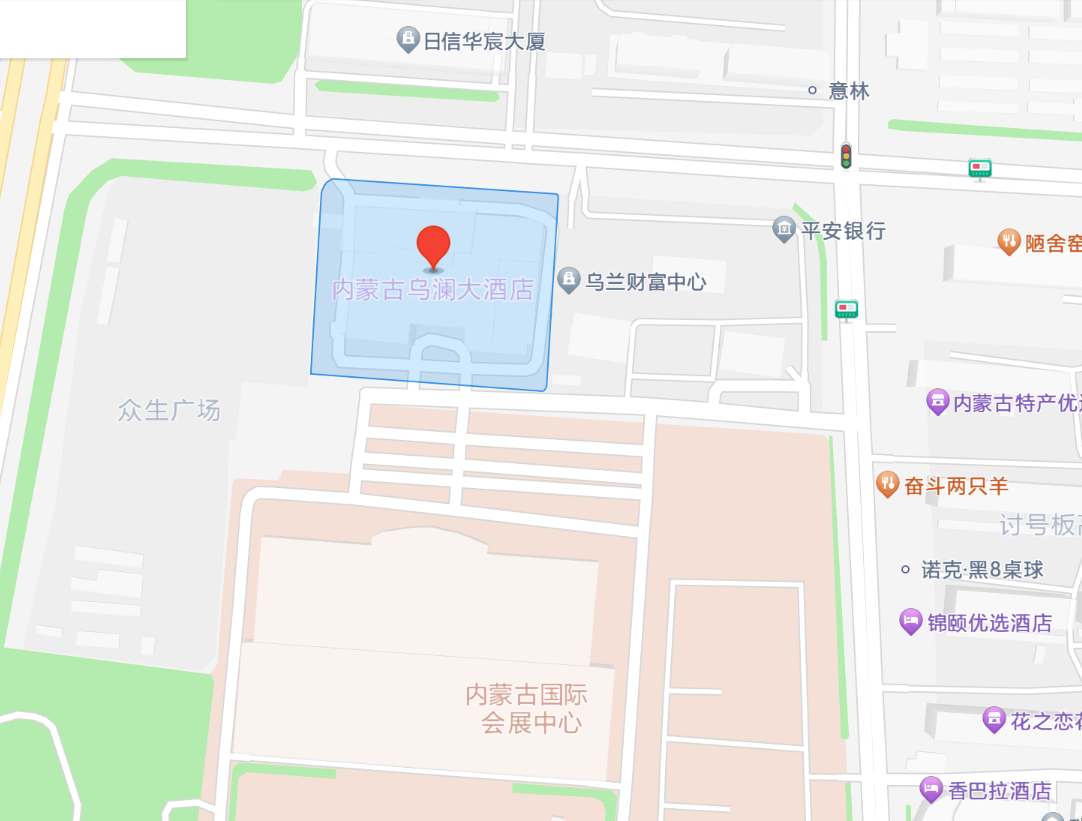 日信华宸大厦
意林
平安银行
陋舍窑
内蒙古乌澜大酒店
乌兰财富中心
众生广场
内蒙古特产优
奋斗两只羊
讨号板
诺克·黑8桌球
锦颐优选酒店
内蒙古国际
会展中心
花之恋花
香巴拉酒店